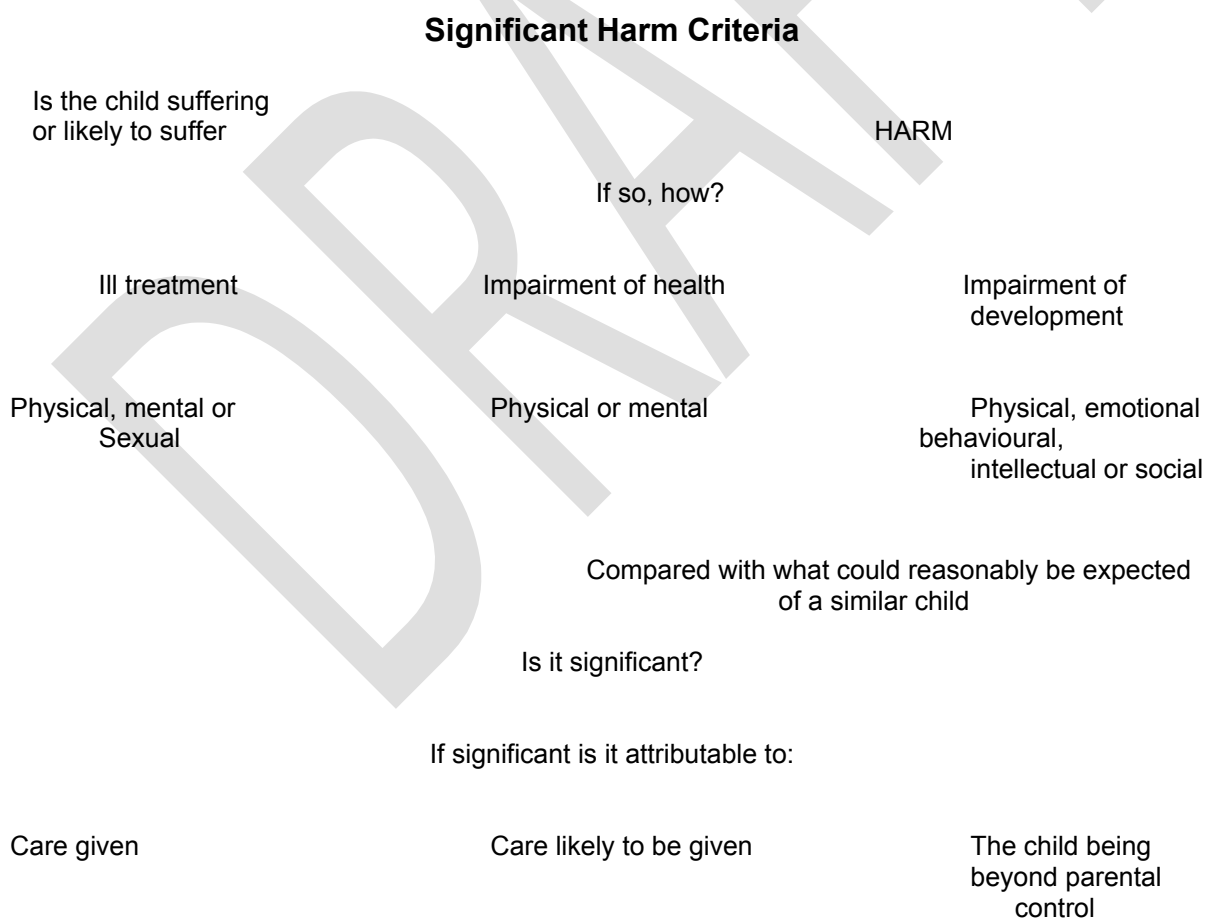 Significant Harm Criteria
Is the child suffering
or likely to suffer HARM
If so, how?
Ill treatment Impairment of health Impairment of
development
Physical, mental or Physical or mental Physical, emotional
Sexual behavioural,
intellectual or social
Compared with what could reasonably be expected
of a similar child
Is it significant?
If significant is it attributable to:
Care given Care likely to be given The child being
beyond parental
control
DRA